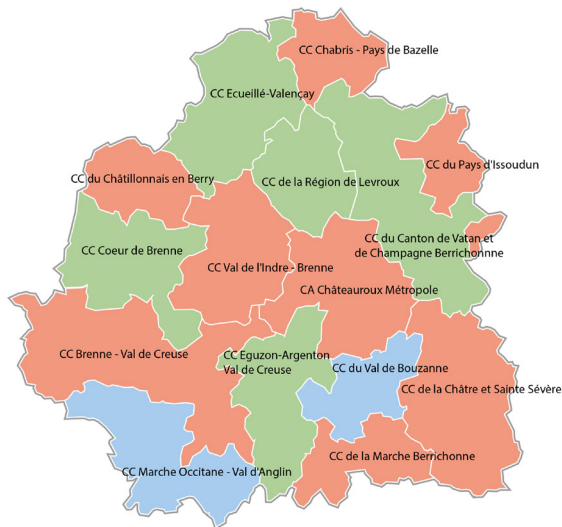 CC Chabris - Pays de Bazelle
CC Ecueillé-Valençay
CC du Pays d'Issoudun
CC du Châtillonnais en Berry
CC de la Région de Levroux
CC du Canton de Vatan et
de Champagne Berrichonnne
CC Coeur de Brenne
CC Val de l'Indre - Brenne
CA Châteauroux Métropole
CC Brenne - Val de Creuse
CC Eguzon-Argenton
Val de Creuse
CC du Val de Bouzanne
CC de la Châtre et Sainte Sévère
CC de la Marche Berrichonne
CC Marche Occitane - Val d'Anglin